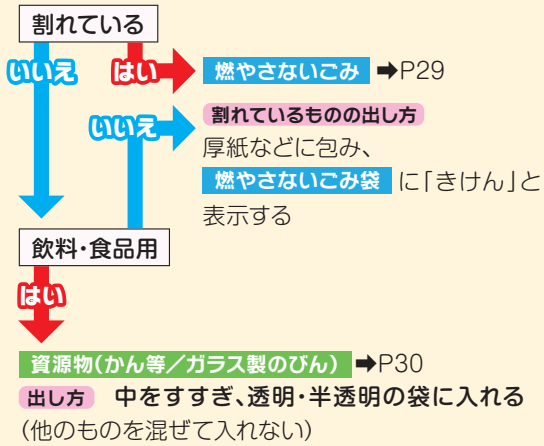 割れている
いいえ はい 燃やさないごみ ➡P29
いいえ 割れているものの出し方
厚紙などに包み、
燃やさないごみ袋 に「きけん」と
表示する
飲料・食品用
はい
資源物(かん等／ガラス製のびん) ➡P30
出し方 中をすすぎ、透明・半透明の袋に入れる
(他のものを混ぜて入れない)